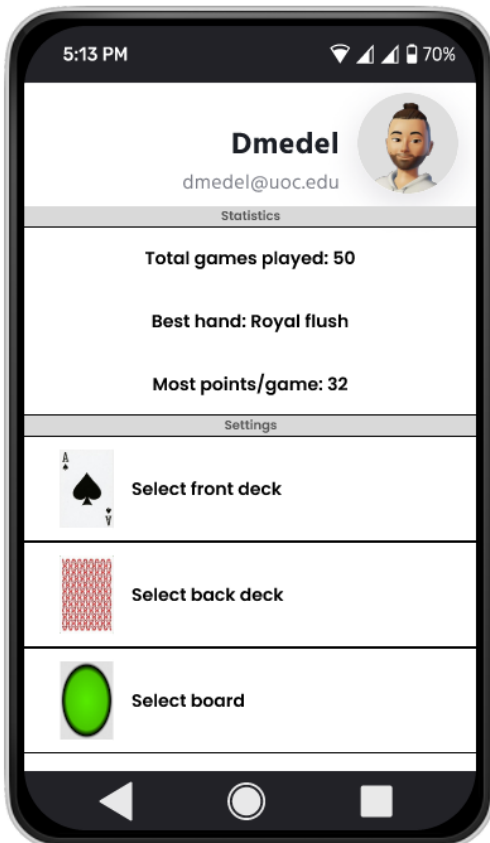 5:13 PM 70%
Dmedel
dmedel@uoc.edu
Statistics
Total games played: 50
Best hand: Royal flush
Most points/game: 32
Settings
A
A
Select front deck
Select back deck
Select board